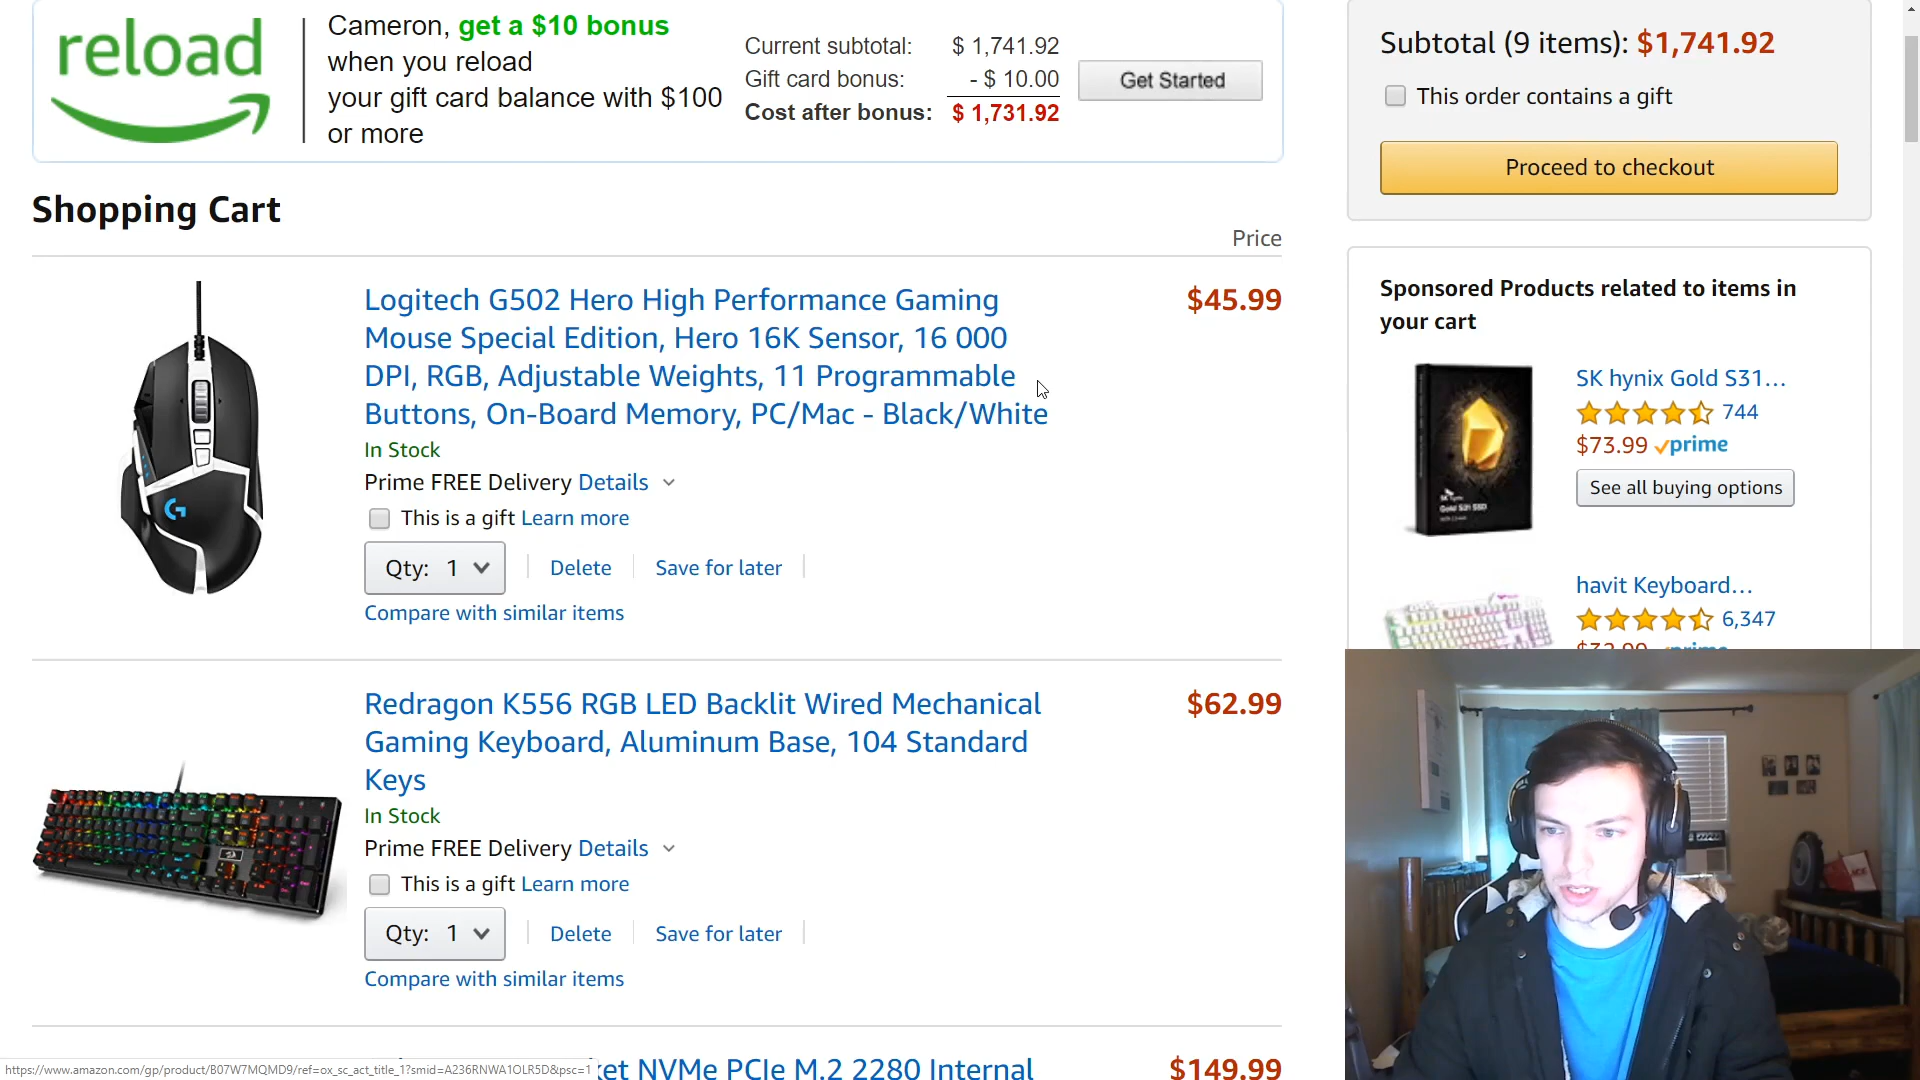 reload
Cameron, get a $10 bonus
when you reload
your gift card balance with $100
or more
Current subtotal: $ 1,741.92
Gift card bonus: - $ 10.00
Cost after bonus: $ 1,731.92
Get Started
Subtotal (9 items): $1,741.92
This order contains a gift
Proceed to checkout
Shopping Cart
Price
Logitech G502 Hero High Performance Gaming
Mouse Special Edition, Hero 16K Sensor, 16 000
DPI, RGB, Adjustable Weights, 11 Programmable
Buttons, On-Board Memory, PC/Mac - Black/White
$45.99
In Stock
Prime FREE Delivery Details
This is a gift Learn more
Qty: 1
Delete
Save for later
Compare with similar items
Redragon K556 RGB LED Backlit Wired Mechanical
Gaming Keyboard, Aluminum Base, 104 Standard
Keys
$62.99
In Stock
Prime FREE Delivery Details
This is a gift Learn more
Qty: 1
Delete
Save for later
Compare with similar items
NVMe PCIe M.2 2280 Internal
$149.99
Sponsored Products related to items in
your cart
SK hynix Gold S31...
744
$73.99 prime
See all buying options
Gold S31 SSD
havit Keyboard...
6,347
https://www.amazon.com/gp/product/B07W7MQMD9/ref=ox_sc_act_title_1?smid=A236RNWA1OLR5D&psc=1